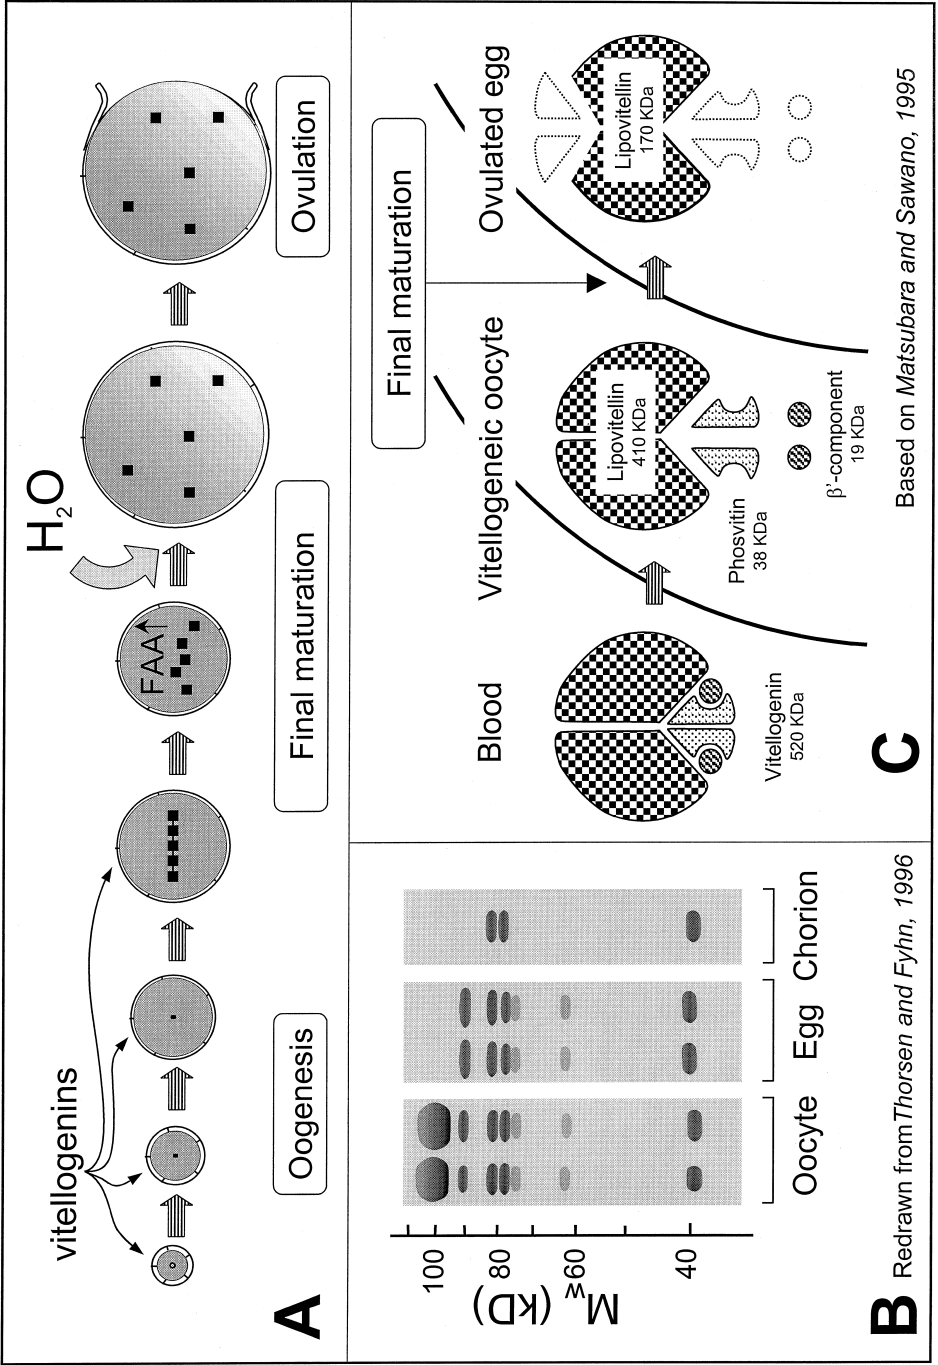 A
vitellogenins
H2O
FAA
Oogenesis
Final maturation
Ovulation
B
Mw (kD)
100
80
60
40
Oocyte
Egg
Chorion
Redrawn from Thorsen and Fyhn, 1996
C
Final maturation
Blood
Vitellogeneic oocyte
Ovulated egg
Vitellogenin
520 KDa
Lipovitellin
410 KDa
Phosvitin
38 KDa
β'-component
19 KDa
Lipovitellin
170 KDa
Based on Matsubara and Sawano, 1995